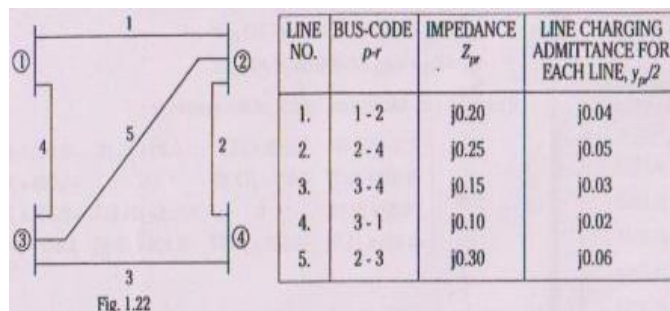 1
①
②
5
4
2
③
④
3
Fig. 1.22
LINE NO. BUS-CODE p-r IMPEDANCE Zpr LINE CHARGING ADMITTANCE FOR EACH LINE, ypr/2
1. 1 - 2 j0.20 j0.04
2. 2 - 4 j0.25 j0.05
3. 3 - 4 j0.15 j0.03
4. 3 - 1 j0.10 j0.02
5. 2 - 3 j0.30 j0.06